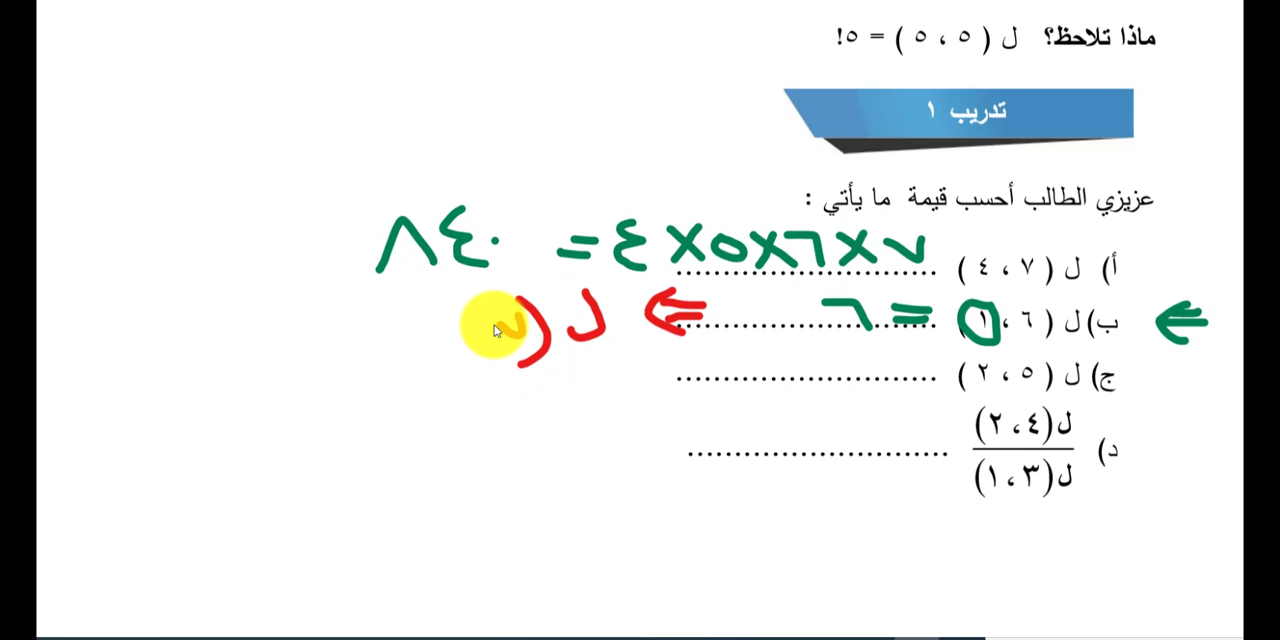 ماذا تلاحظ؟ ل ( ٥ ، ٥ ) = ٥!
تدريب ١
عزيزي الطالب أحسب قيمة ما يأتي :
أ) ل ( ٧ ، ٤ ) .................................. ٧×٦×٥×٤ = ٨٤٠
ب) ل ( ٦ ، ١ ) .................................. = ٦ ⇐ ل ( ٧
ج) ل ( ٥ ، ٢ ) ..................................
د) ل(٤ ، ٢)
ل(٣ ، ١) ..................................